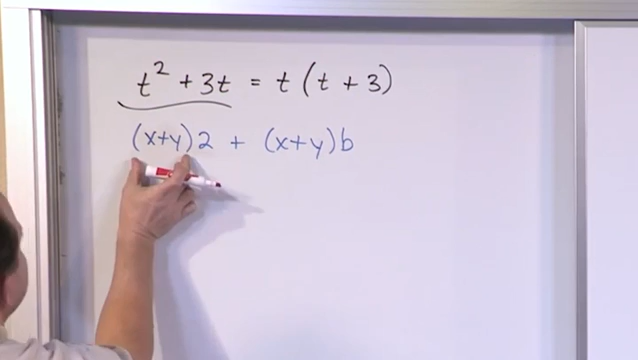 t² + 3t = t(t + 3)
(x+y)2 + (x+y)b